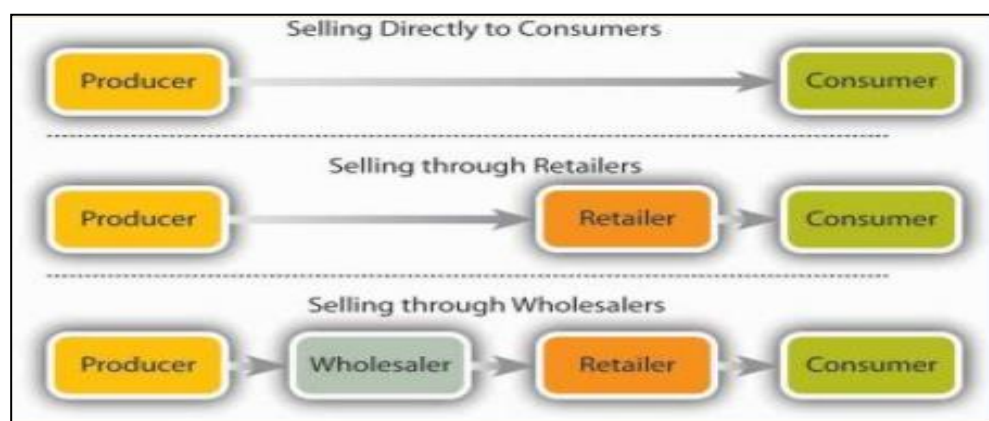 Selling Directly to Consumers
Producer Consumer
Selling through Retailers
Producer Retailer Consumer
Selling through Wholesalers
Producer Wholesaler Retailer Consumer